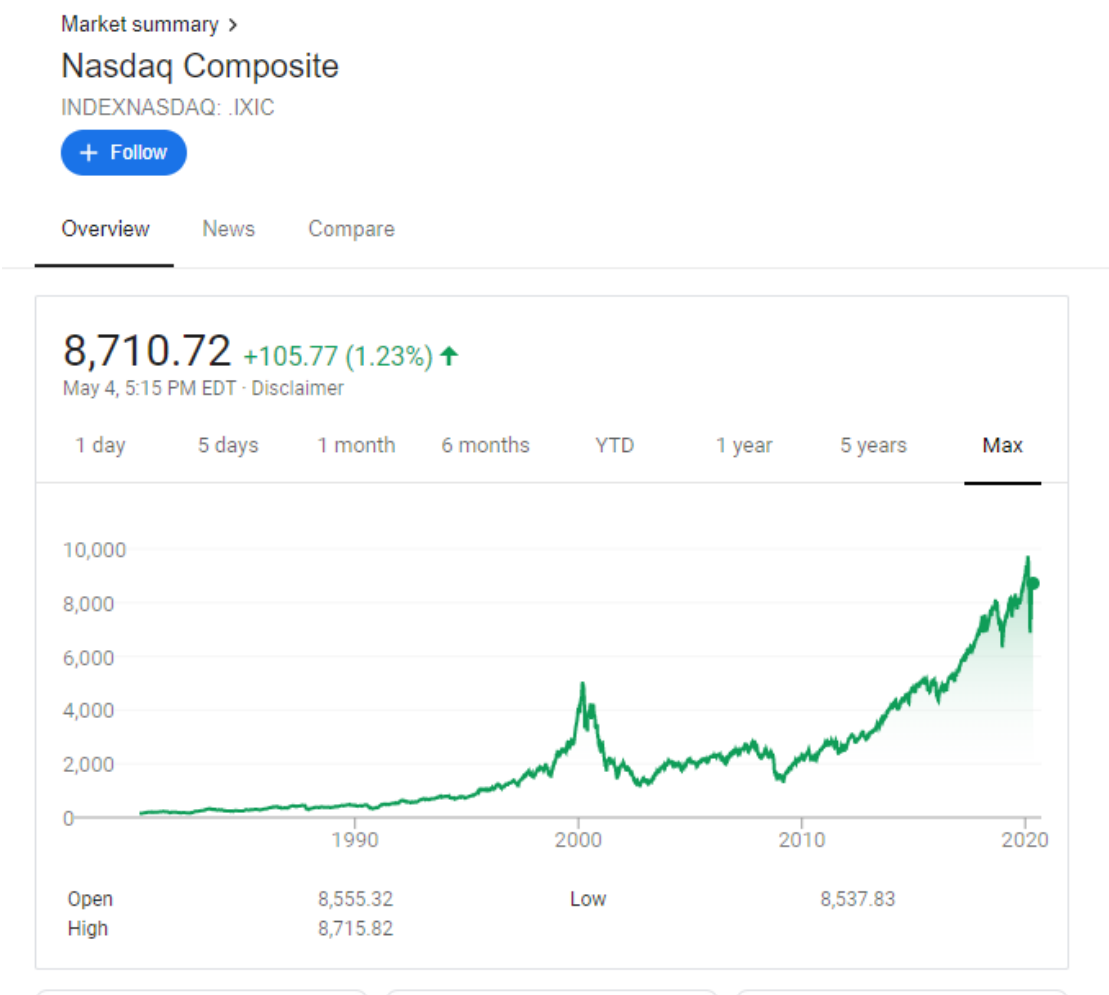 Market summary >
Nasdaq Composite
INDEXNASDAQ: .IXIC
+ Follow
Overview News Compare
8,710.72 +105.77 (1.23%) ↑
May 4, 5:15 PM EDT · Disclaimer
1 day 5 days 1 month 6 months YTD 1 year 5 years Max
10,000
8,000
6,000
4,000
2,000
0
1990 2000 2010 2020
Open 8,555.32 Low 8,537.83
High 8,715.82